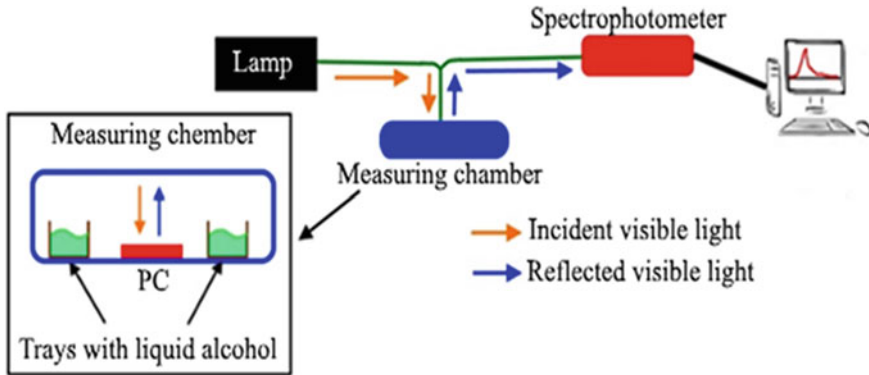 Spectrophotometer
Lamp
Measuring chember
Measuring chamber
PC
Trays with liquid alcohol
Incident visible light
Reflected visible light